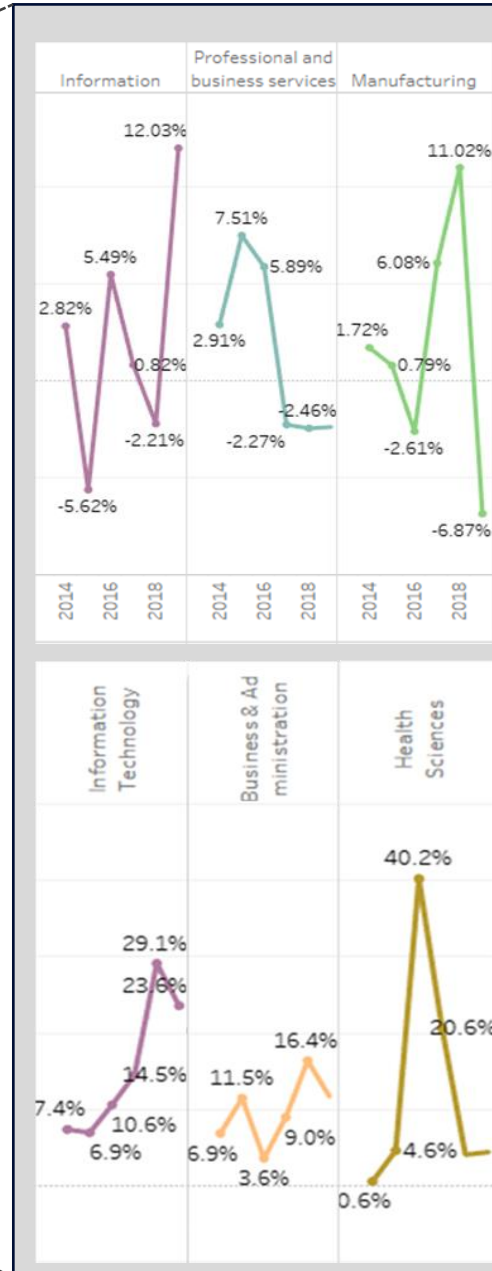 Professional and
Information business services Manufacturing
12.03%
11.02%
7.51%
5.49% 5.89% 6.08%
2.82%
2.91% 1.72%
0.82% 0.79%
-2.46%
-2.21% -2.27% -2.61%
-5.62%
-6.87%
2014 2016 2018 2014 2016 2018 2014 2016 2018
Information
Technology
Business & Ad
ministration
Health
Sciences
40.2%
29.1%
23.6%
20.6%
16.4%
14.5% 11.5%
7.4% 10.6% 9.0%
6.9% 6.9% 4.6%
3.6%
0.6%